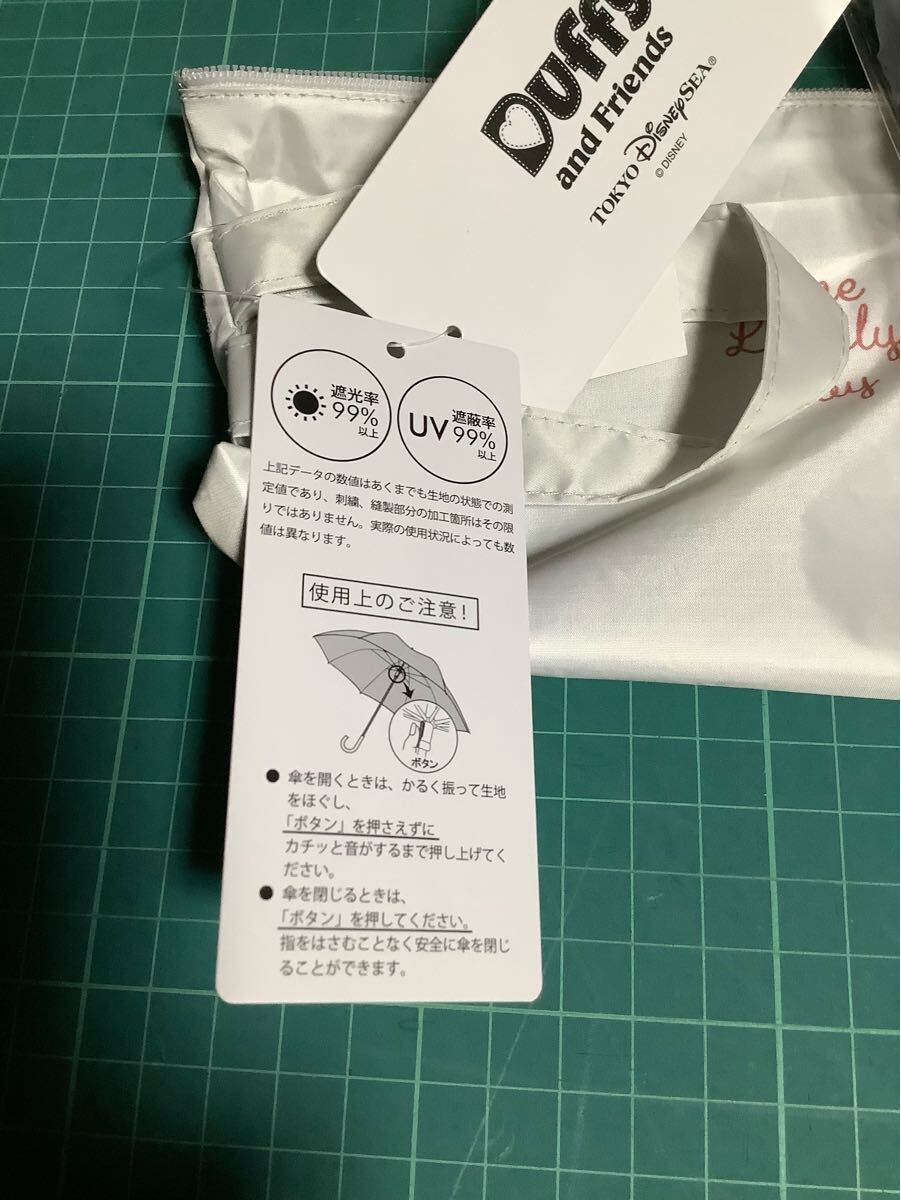 Duffy
and Friends
TOKYO DISNEY SEA®
© DISNEY
遮光率
99%
以上
UV
遮蔽率
99%
以上
上記データの数値はあくまでも生地の状態での測
定値であり、刺繍、縫製部分の加工箇所はその限
りではありません。実際の使用状況によっても数
値は異なります。
使用上のご注意!
ボタン
● 傘を開くときは、かるく振って生地
をほぐし、
「ボタン」を押さえずに
カチッと音がするまで押し上げてく
ださい。
● 傘を閉じるときは、
「ボタン」を押してください。
指をはさむことなく安全に傘を閉じ
ることができます。